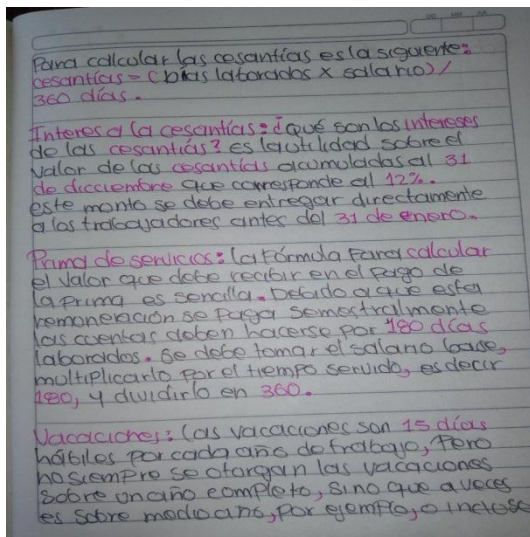 Para calcular las cesantías es la siguiente:
cesantías = (Días laborados X salario) /
360 días.
Interes a la cesantías: ¿Qué son los intereses
de las cesantías? Es la utilidad sobre el
valor de las cesantías acumuladas al 31
de dicciembre que corresponde al 12%.
este monto se debe entregar directamente
a los trabajadores antes del 31 de enero.
Prima de servicios: la Fórmula Para calcular
el valor que debe recibir en el Pago de
la prima es sencilla. Debido a que esta
remoneración se Paga semestralmente
las cuentas deben hacerse por 180 días
laborados. Se debe tomar el salario base,
multiplicarlo Por el tiempo servido, es decir
180, y dividirlo en 360.
Vacaciones: Las vacaciones son 15 días
hábiles por cada año de trabajo, Pero
no siempre se otorgan las vacaciones
sobre un año completo, Sino que a veces
es sobre medio año, por ejemplo, o incluso